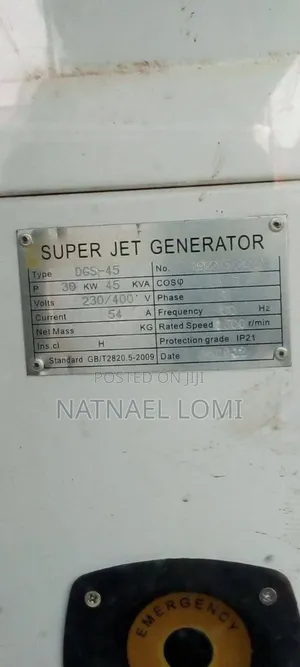 SUPER JET GENERATOR
Type DGS-45 No.
P 30 KW 45 KVA COSφ
Volts 230/400 V Phase
Current 54 A Frequency Hz
Net Mass KG Rated Speed r/min
Ins.cl H Protection grade IP21
Standard GB/T2820.5-2009 Date
POSTED ON JIJI
NATNAEL LOMI
EMERGENCY